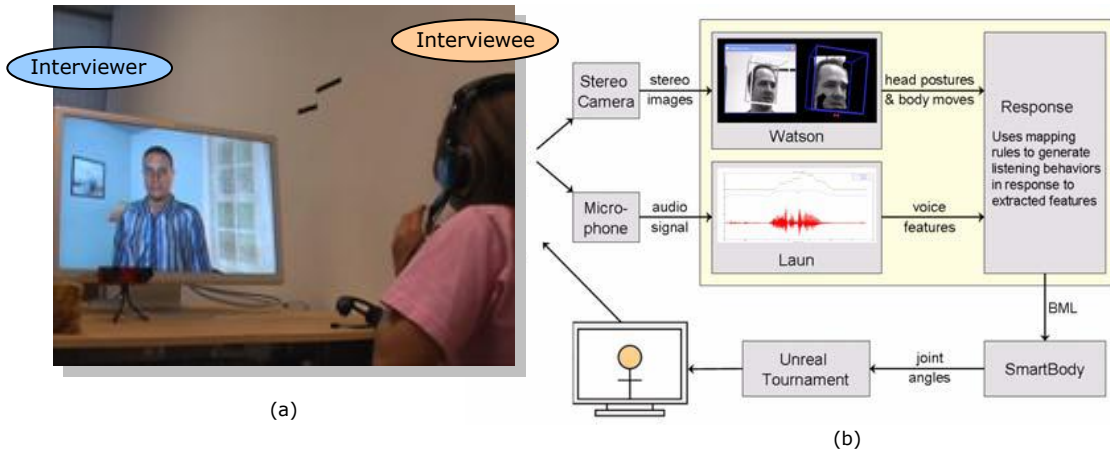 Interviewer
Interviewee
(a)
Stereo
Camera
stereo
images
Watson
head postures
& body moves
Response
Uses mapping
rules to generate
listening behaviors
in response to
extracted features
Micro-
phone
audio
signal
Laun
voice
features
BML
SmartBody
joint
angles
Unreal
Tournament
(b)